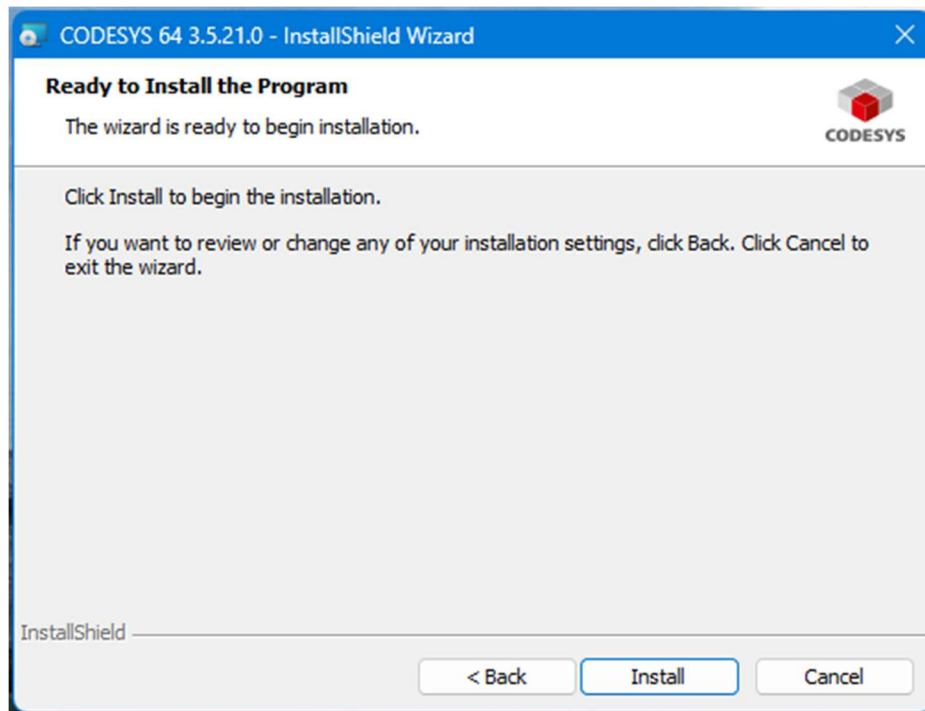 CODESYS 64 3.5.21.0 - InstallShield Wizard
Ready to Install the Program
The wizard is ready to begin installation.
CODESYS
Click Install to begin the installation.
If you want to review or change any of your installation settings, click Back. Click Cancel to
exit the wizard.
InstallShield
< Back
Install
Cancel